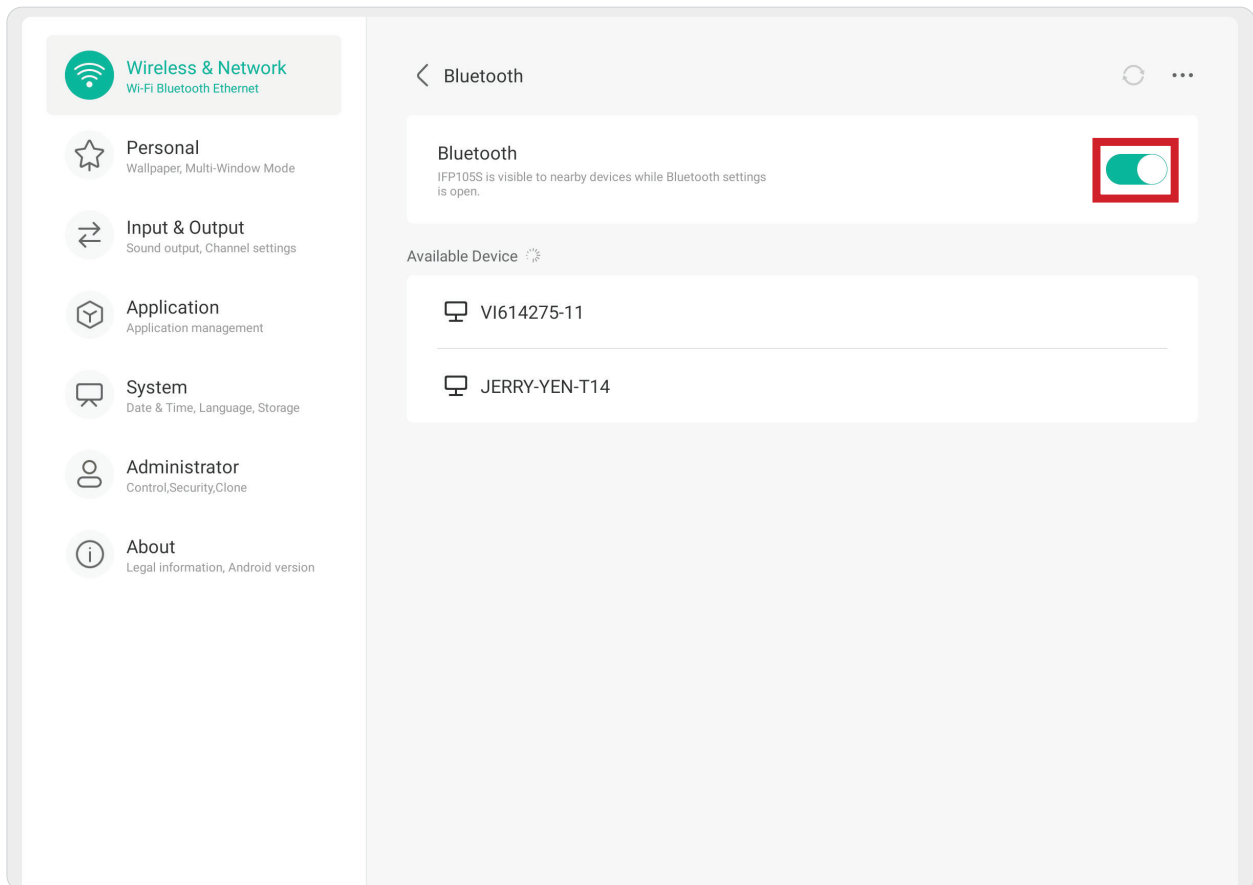 Wireless & Network
Wi-Fi Bluetooth Ethernet
Personal
Wallpaper, Multi-Window Mode
Input & Output
Sound output, Channel settings
Application
Application management
System
Date & Time, Language, Storage
Administrator
Control,Security,Clone
About
Legal information, Android version
Bluetooth
Bluetooth
IFP105S is visible to nearby devices while Bluetooth settings
is open.
Available Device
VI614275-11
JERRY-YEN-T14